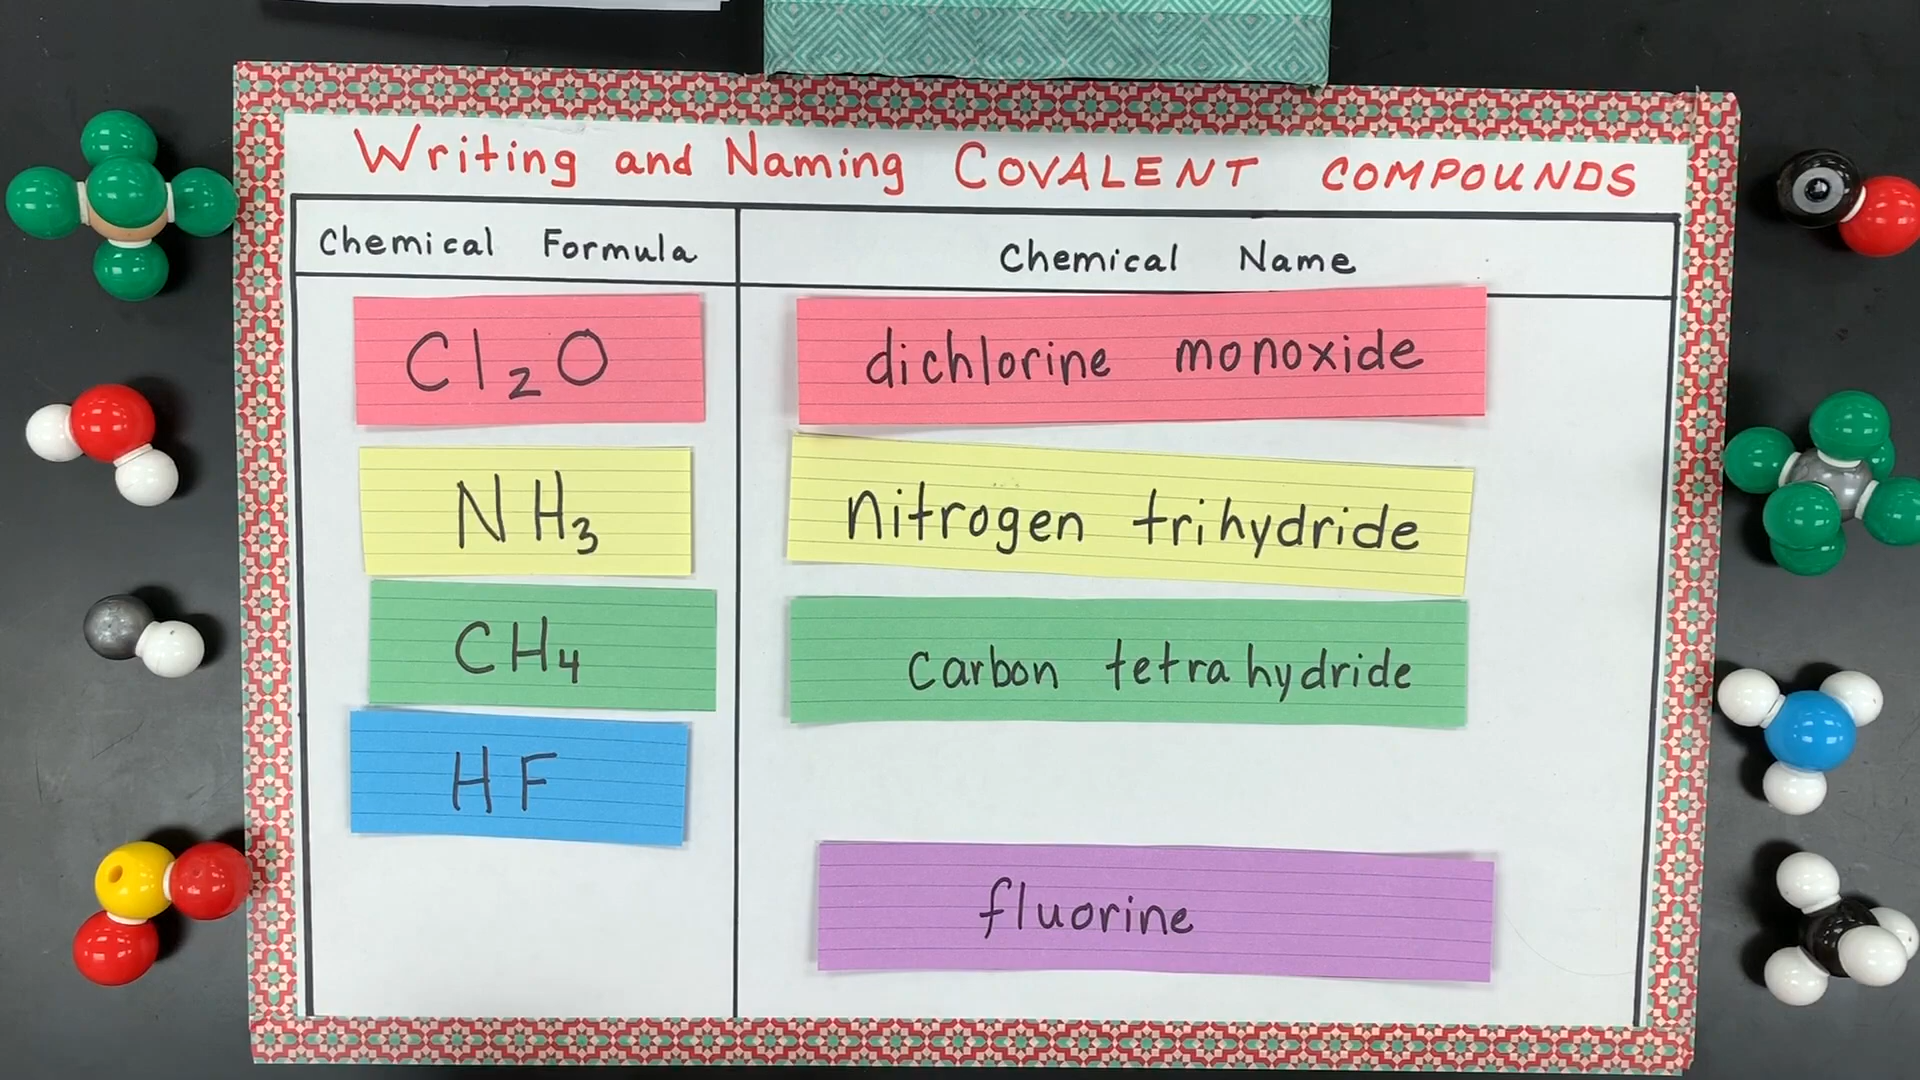 Writing and Naming COVALENT COMPOUNDS
Chemical Formula
Chemical Name
Cl₂O
dichlorine monoxide
NH₃
nitrogen trihydride
CH₄
Carbon tetrahydride
HF
fluorine